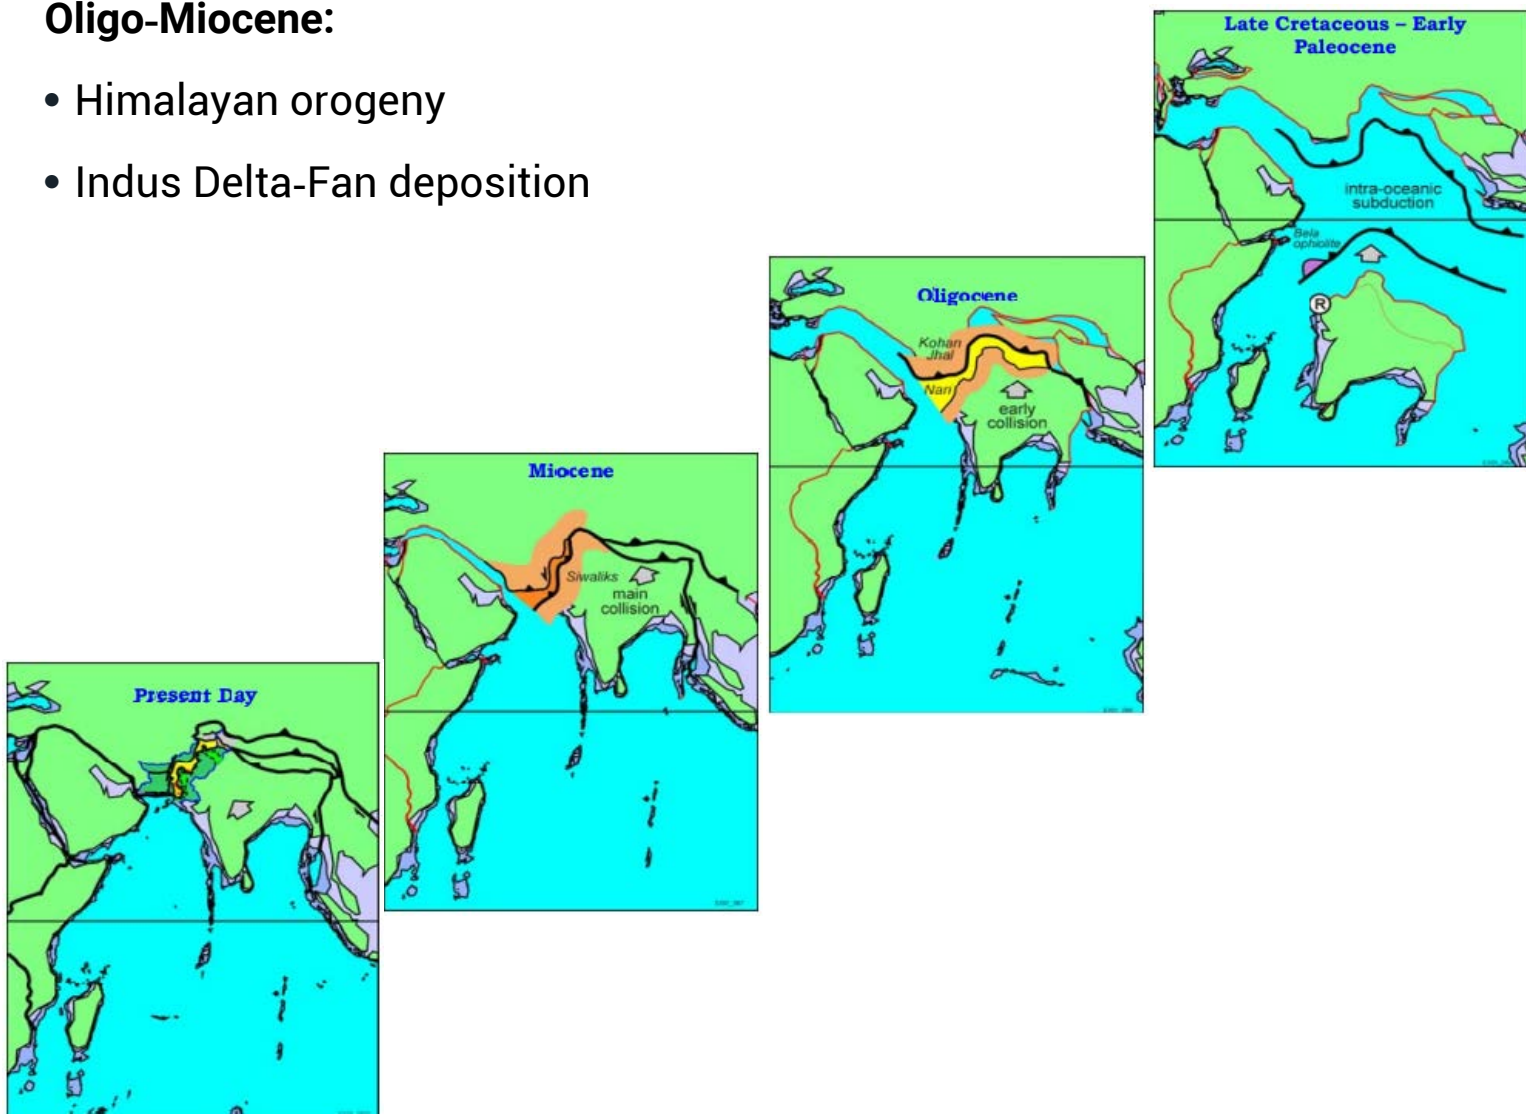 Oligo-Miocene:
• Himalayan orogeny
• Indus Delta-Fan deposition
Late Cretaceous – Early
Paleocene
intra-oceanic
subduction
Bela
ophiolite
R
Oligocene
Kohan
Jhal
Nari
early
collision
Miocene
Siwaliks
main
collision
Present Day